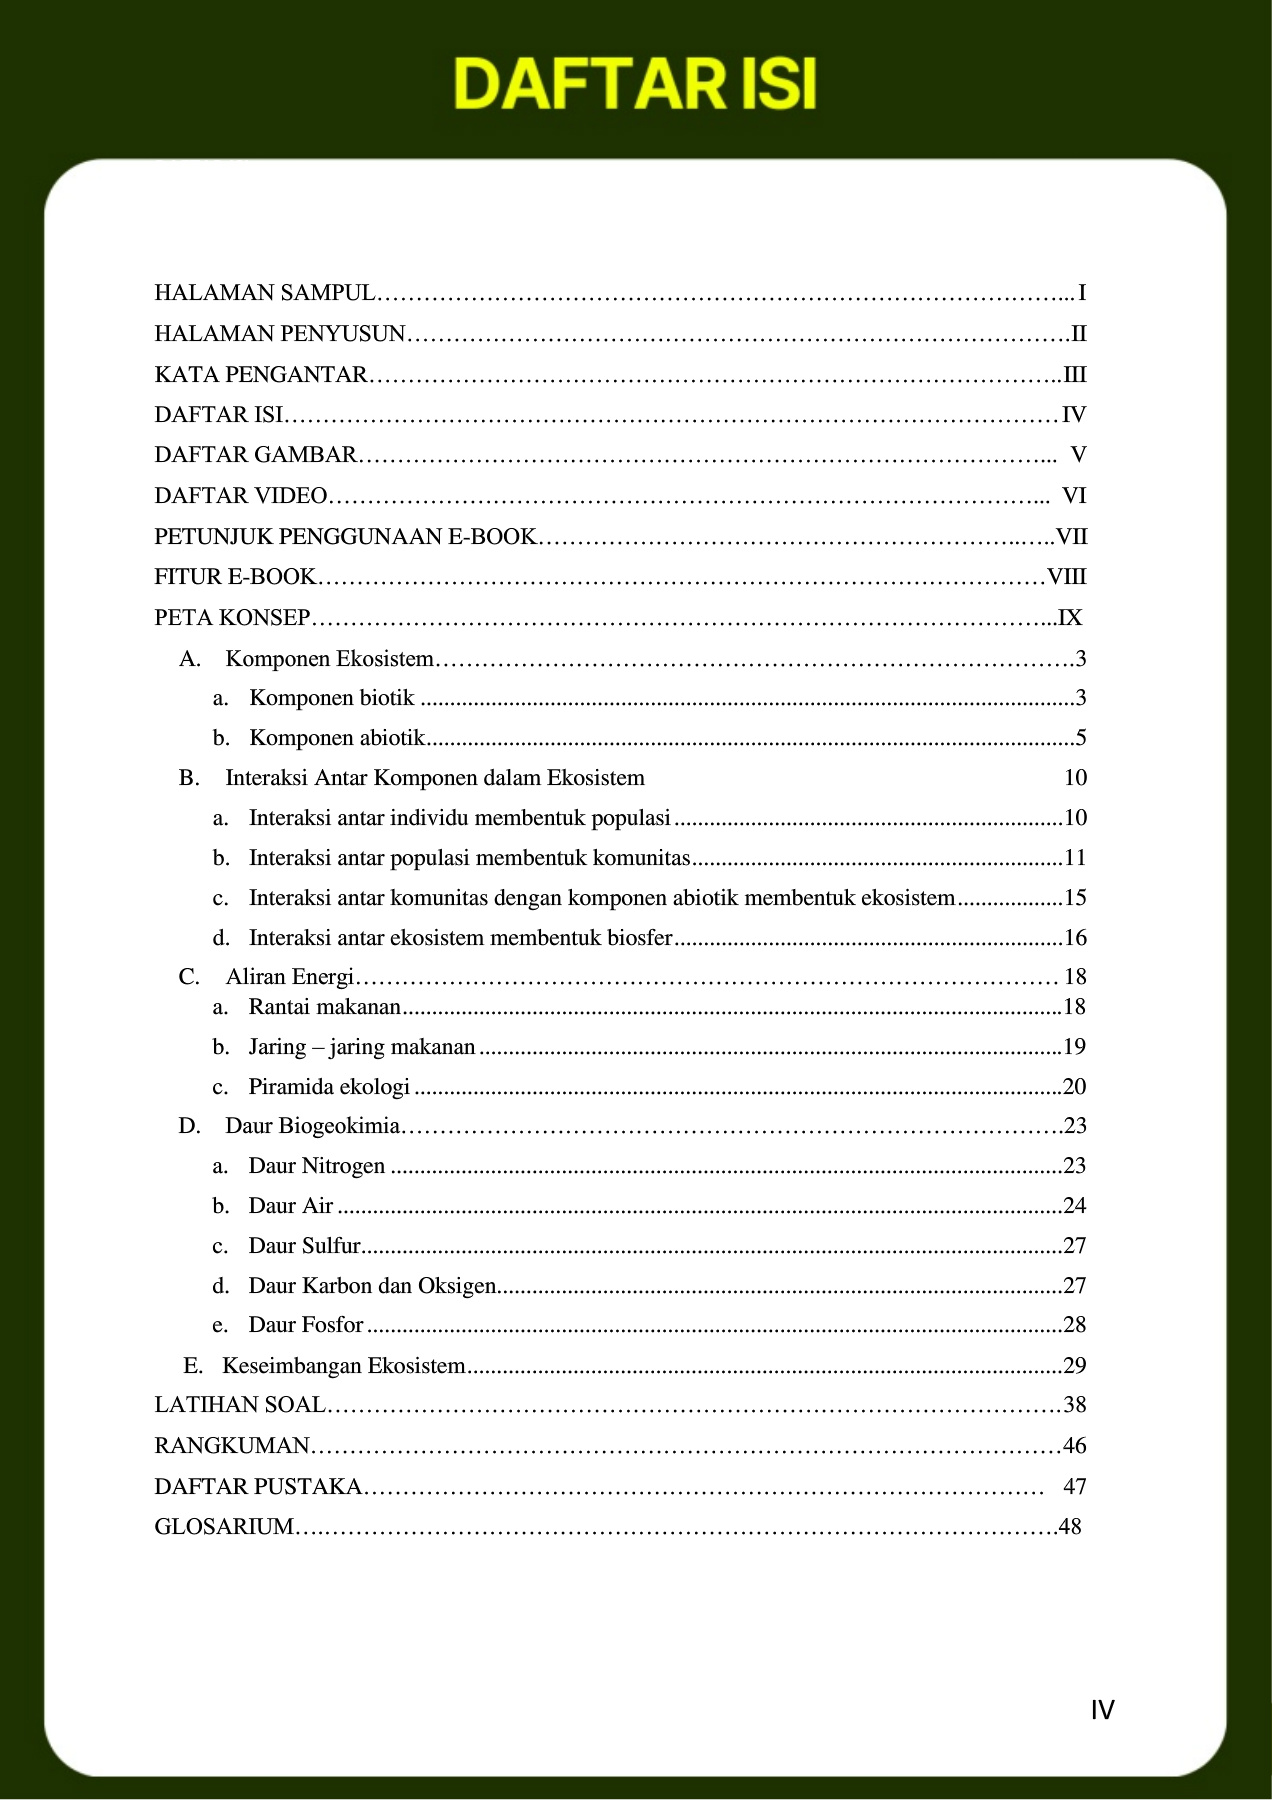 DAFTAR ISI
HALAMAN SAMPUL……………………………………………………………………………... I
HALAMAN PENYUSUN………………………………………………………………………….II
KATA PENGANTAR……………………………………………………………………………..III
DAFTAR ISI……………………………………………………………………………………… IV
DAFTAR GAMBAR……………………………………………………………………………... V
DAFTAR VIDEO………………………………………………………………………………... VI
PETUNJUK PENGGUNAAN E-BOOK……………………………………………………..…..VII
FITUR E-BOOK…………………………………………………………………………………VIII
PETA KONSEP…………………………………………………………………………………...IX
A. Komponen Ekosistem……………………………………………………………………….3
a. Komponen biotik ..............................................................................................................3
b. Komponen abiotik.............................................................................................................5
B. Interaksi Antar Komponen dalam Ekosistem 10
a. Interaksi antar individu membentuk populasi ..................................................................10
b. Interaksi antar populasi membentuk komunitas...............................................................11
c. Interaksi antar komunitas dengan komponen abiotik membentuk ekosistem..................15
d. Interaksi antar ekosistem membentuk biosfer..................................................................16
C. Aliran Energi……………………………………………………………………………… 18
a. Rantai makanan................................................................................................................18
b. Jaring – jaring makanan ...................................................................................................19
c. Piramida ekologi ..............................................................................................................20
D. Daur Biogeokimia………………………………………………………………………….23
a. Daur Nitrogen ..................................................................................................................23
b. Daur Air ...........................................................................................................................24
c. Daur Sulfur.......................................................................................................................27
d. Daur Karbon dan Oksigen................................................................................................27
e. Daur Fosfor ......................................................................................................................28
E. Keseimbangan Ekosistem.....................................................................................................29
LATIHAN SOAL…………………………………………………………………………………38
RANGKUMAN……………………………………………………………………………………46
DAFTAR PUSTAKA…………………………………………………………………………… 47
GLOSARIUM….………………………………………………………………………………….48
IV